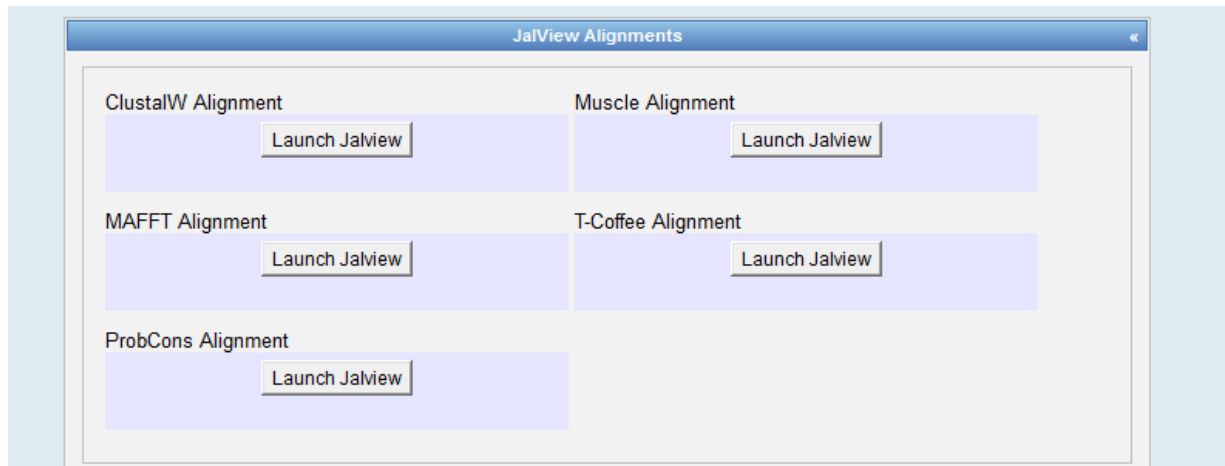 JalView Alignments «
ClustalW Alignment
Launch Jalview
Muscle Alignment
Launch Jalview
MAFFT Alignment
Launch Jalview
T-Coffee Alignment
Launch Jalview
ProbCons Alignment
Launch Jalview